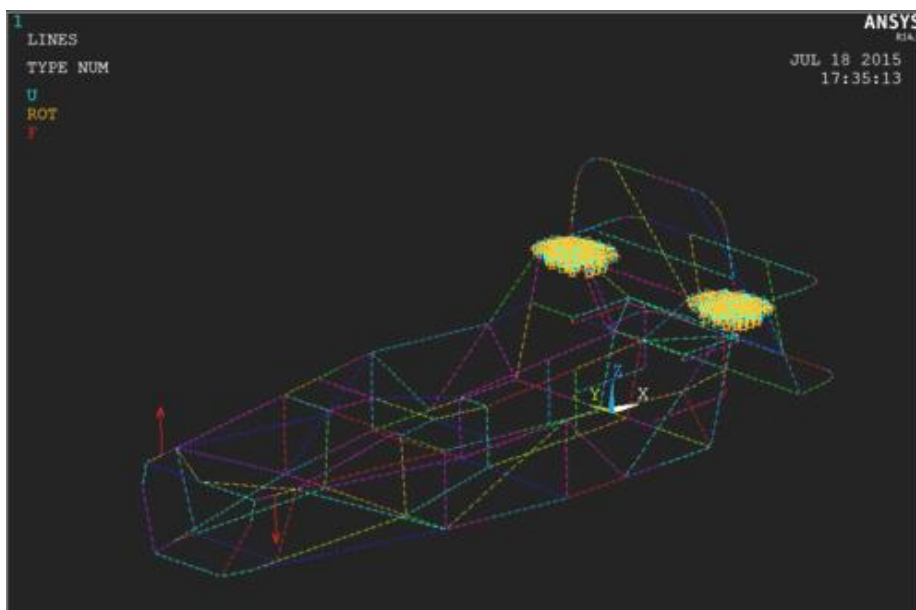 1
LINES
TYPE NUM
U
ROT
F
ANSYS
JUL 18 2015
17:35:13
Z
Y
X